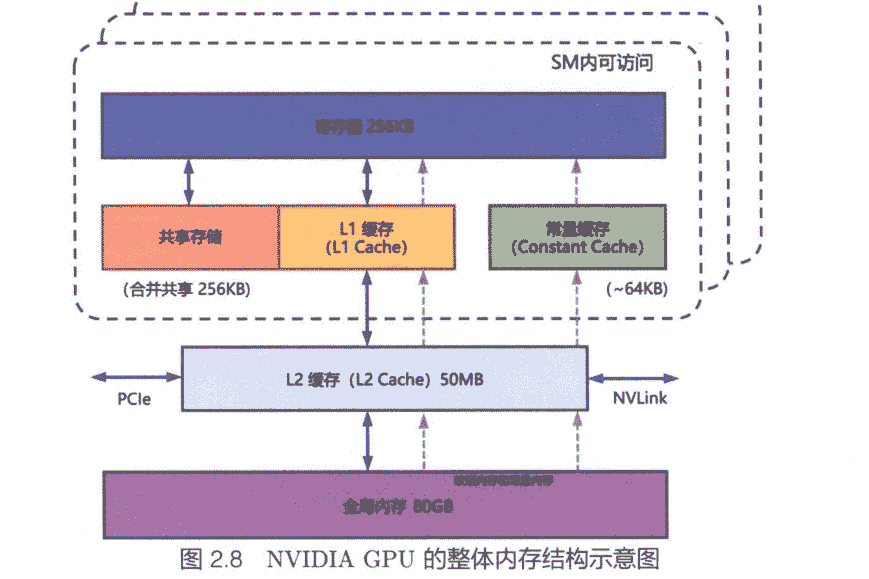 SM内可访问
寄存器 256KB
共享存储
L1 缓存
(L1 Cache)
常量缓存
(Constant Cache)
(合并共享 256KB)
(~64KB)
L2 缓存（L2 Cache）50MB
PCIe
NVLink
全局内存 80GB
图 2.8 NVIDIA GPU 的整体内存结构示意图